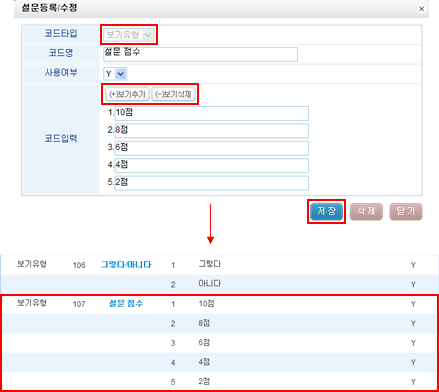 설문등록/수정 ×
코드타입 보기유형
코드명 설문 점수
사용여부 Y
(+)보기추가 (-)보기삭제
코드입력
1.10점
2.8점
3.6점
4.4점
5.2점
저장 삭제 닫기
보기유형 106 그렇다/아니다 1 그렇다 Y
2 아니다 Y
보기유형 107 설문 점수 1 10점 Y
2 8점 Y
3 6점 Y
4 4점 Y
5 2점 Y